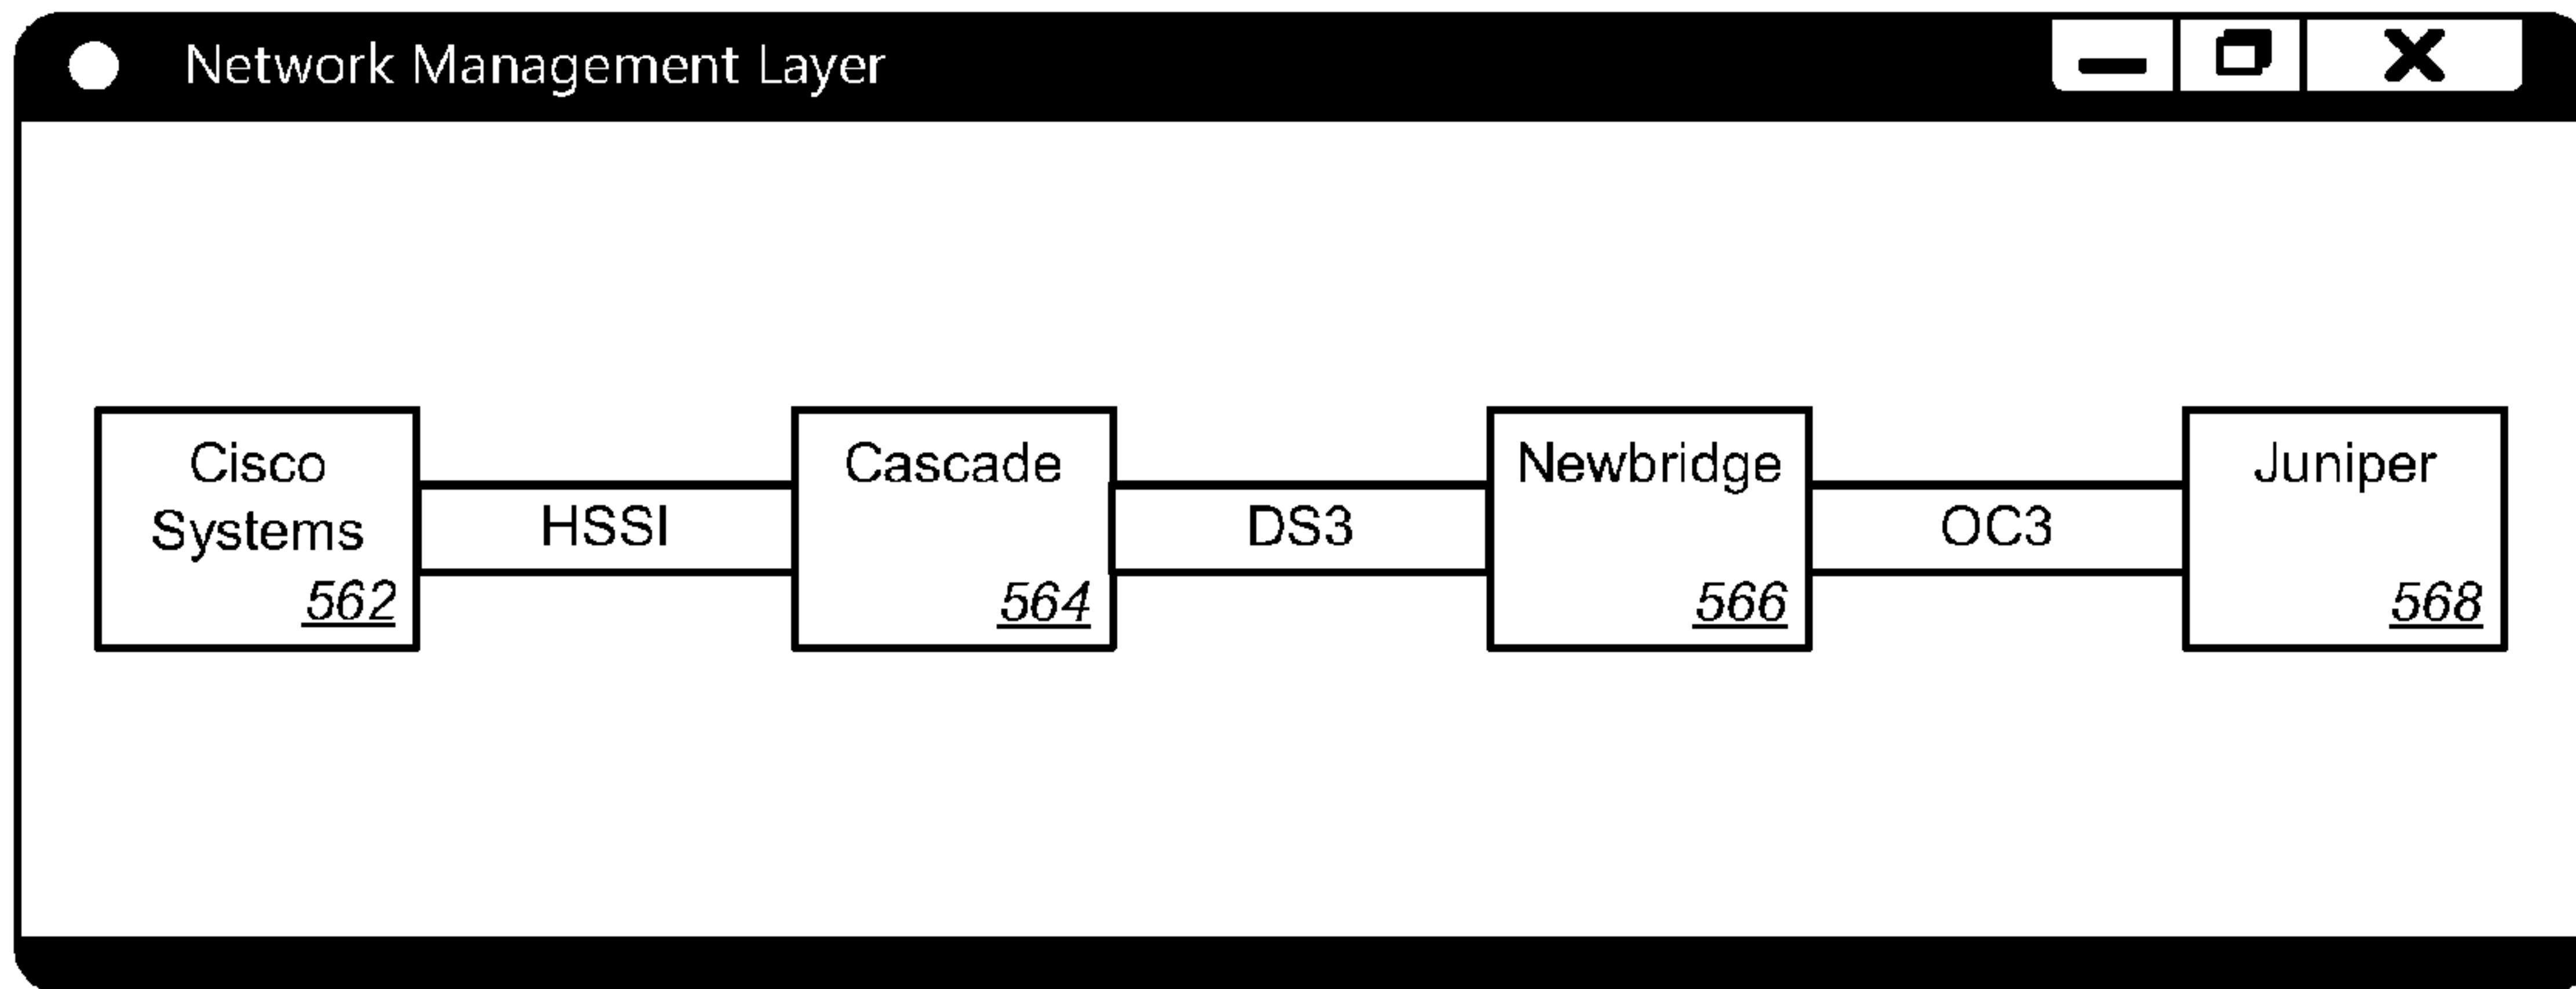 Network Management Layer
Cisco
Systems
562
HSSI
Cascade
564
DS3
Newbridge
566
OC3
Juniper
568